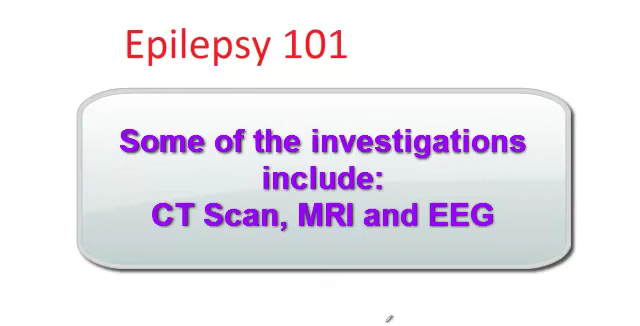 Epilepsy 101
Some of the investigations
include:
CT Scan, MRI and EEG